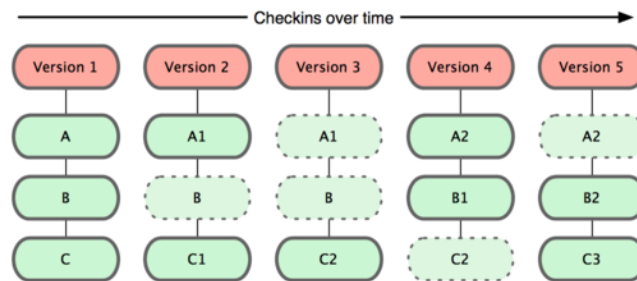 Checkins over time
Version 1 Version 2 Version 3 Version 4 Version 5
A A1 A1 A2 A2
B B B B1 B2
C C1 C2 C2 C3